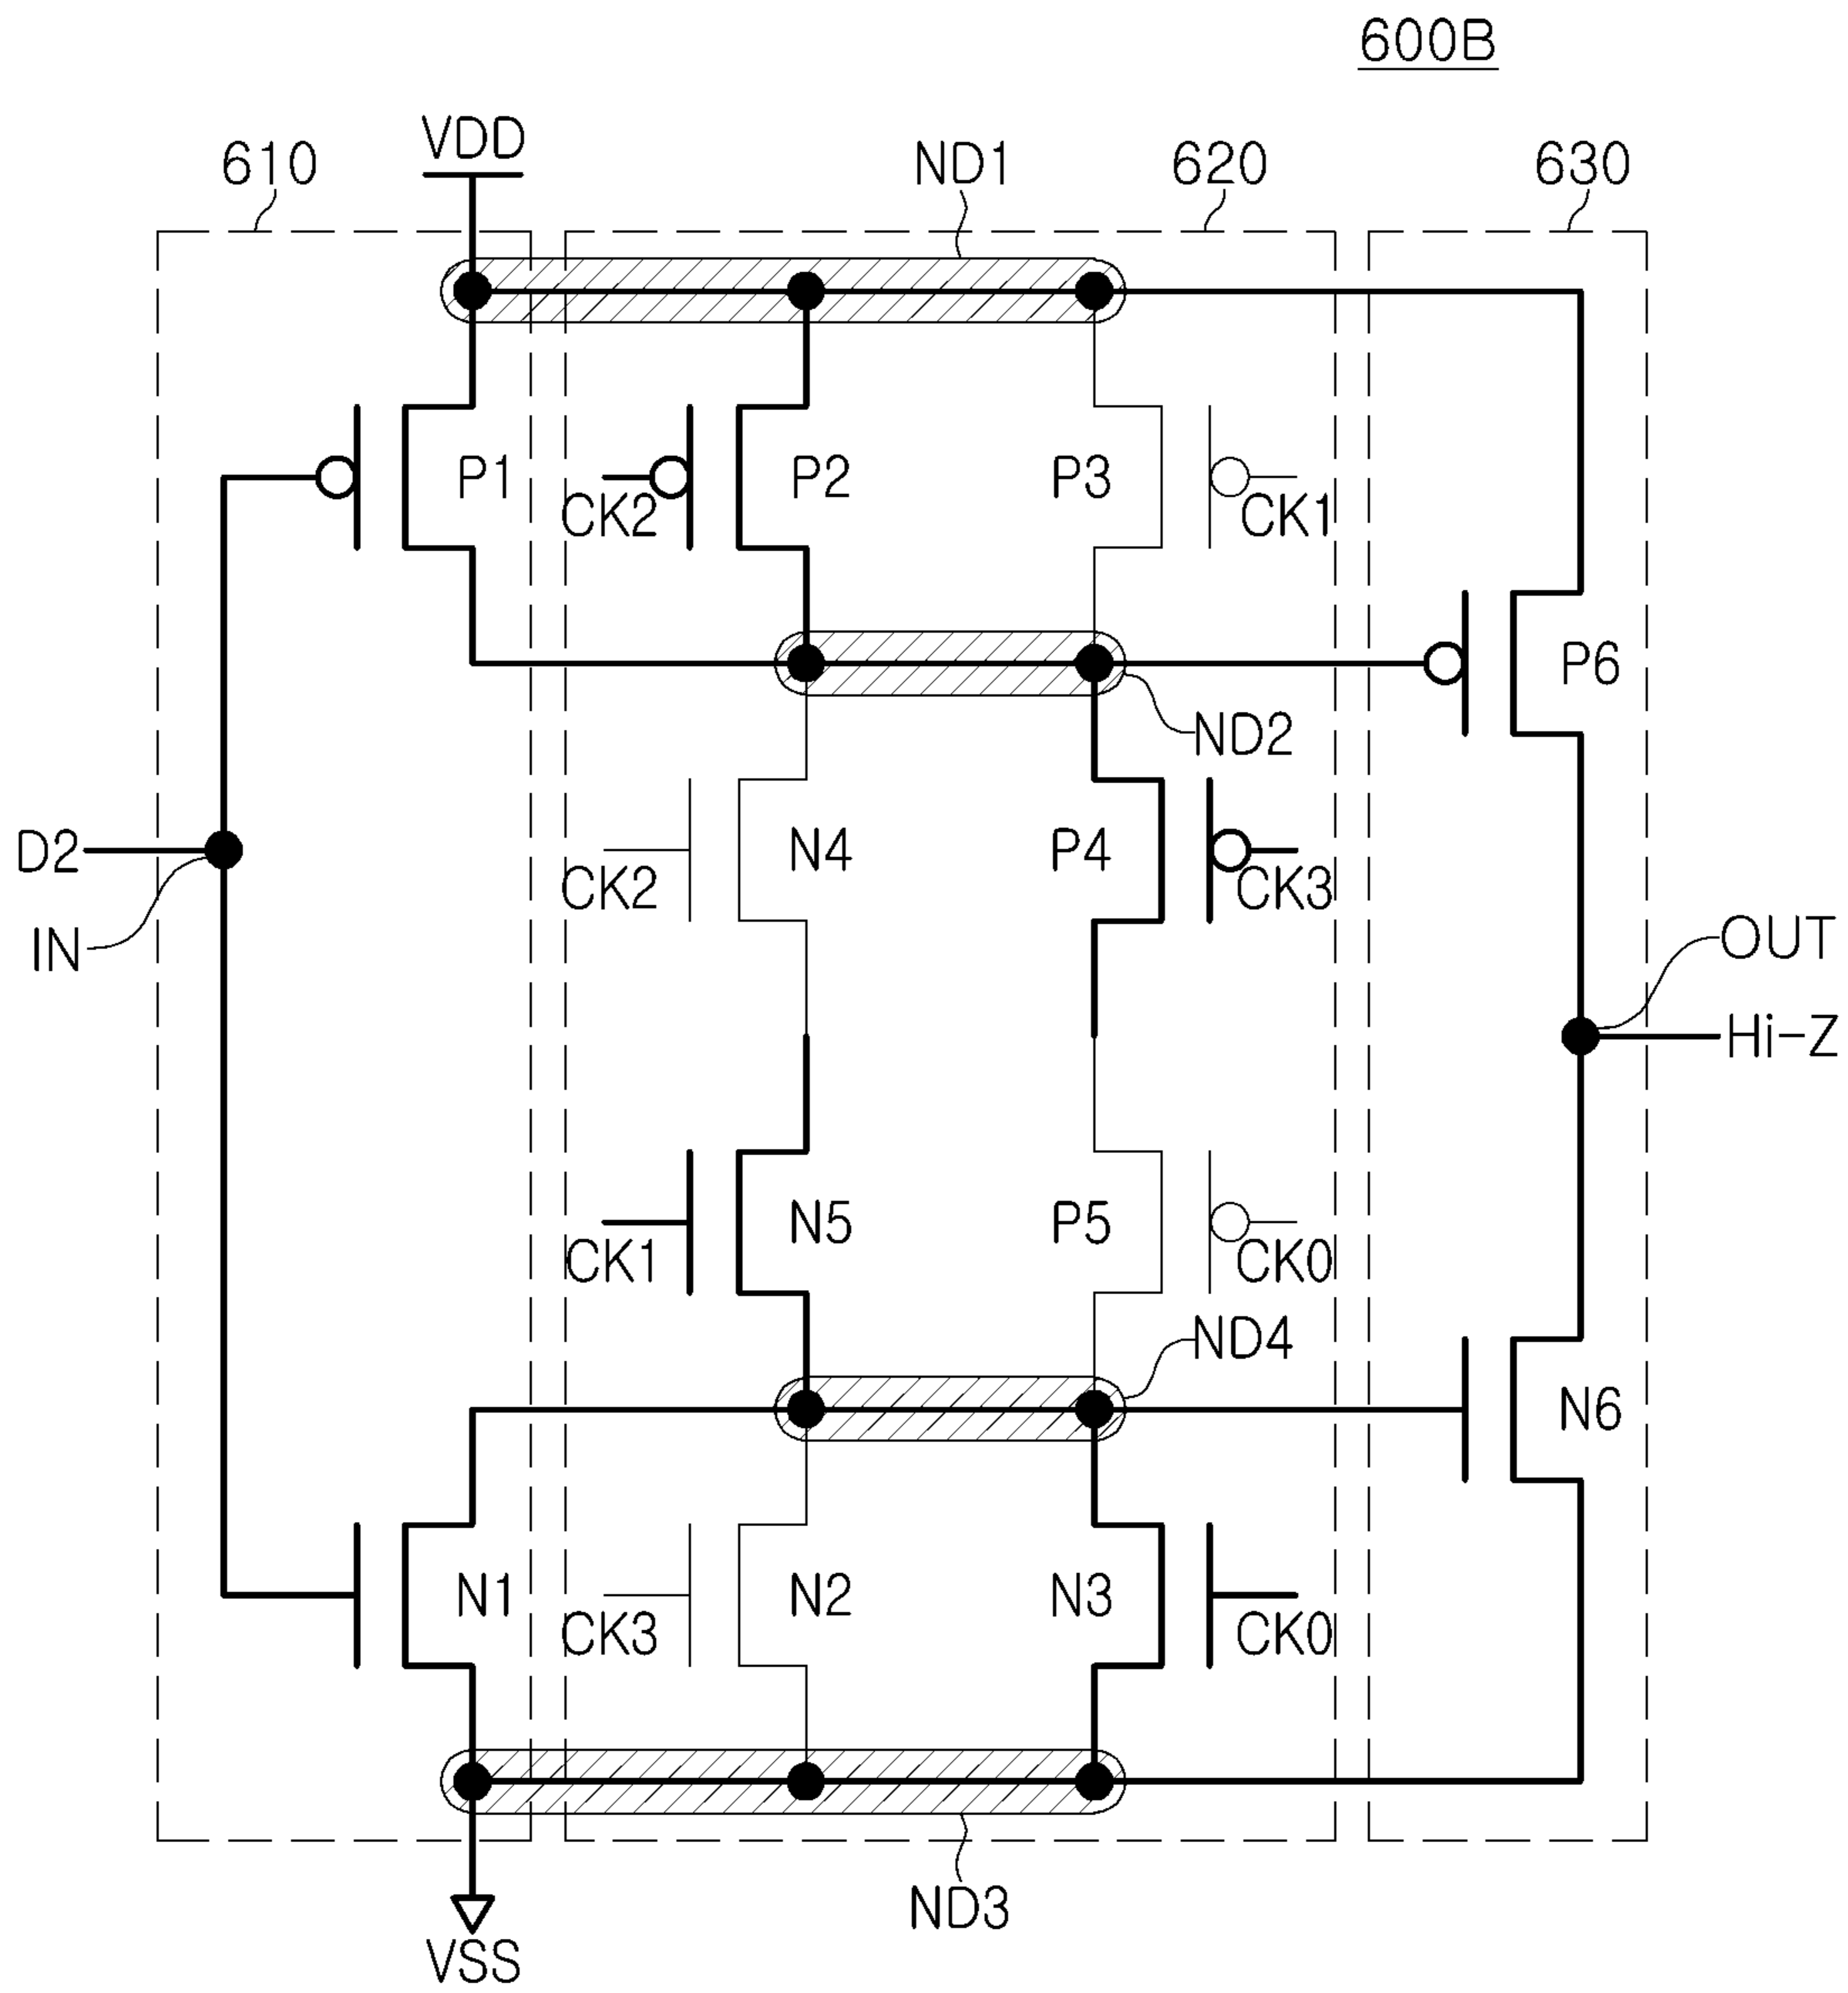 600B
VDD
610
ND1
620
630
P1
P2
P3
CK2
CK1
P6
ND2
D2
N4
P4
CK2
CK3
IN
OUT
Hi-Z
N5
P5
CK1
CK0
ND4
N6
N1
N2
N3
CK3
CK0
ND3
VSS